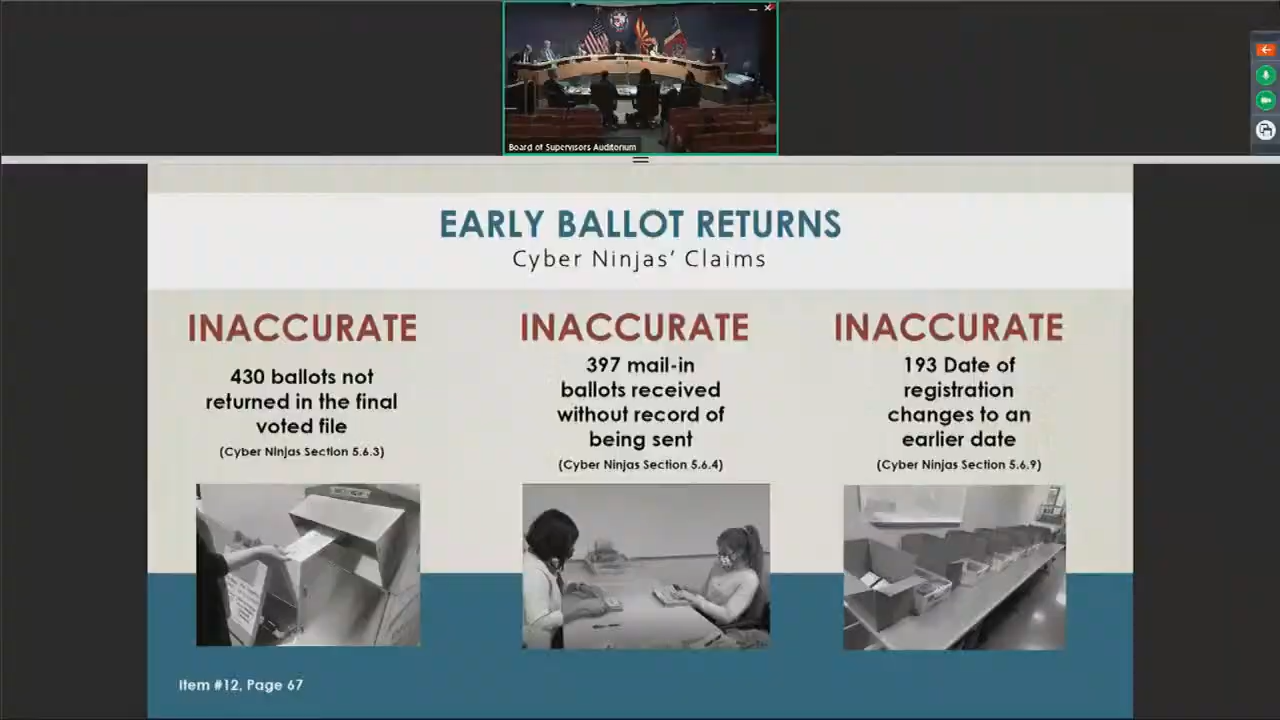 Board of Supervisors Auditorium
EARLY BALLOT RETURNS
Cyber Ninjas' Claims
INACCURATE
430 ballots not
returned in the final
voted file
(Cyber Ninjas Section 5.6.3)
INACCURATE
397 mail-in
ballots received
without record of
being sent
(Cyber Ninjas Section 5.6.4)
INACCURATE
193 Date of
registration
changes to an
earlier date
(Cyber Ninjas Section 5.6.9)
Item #12, Page 67